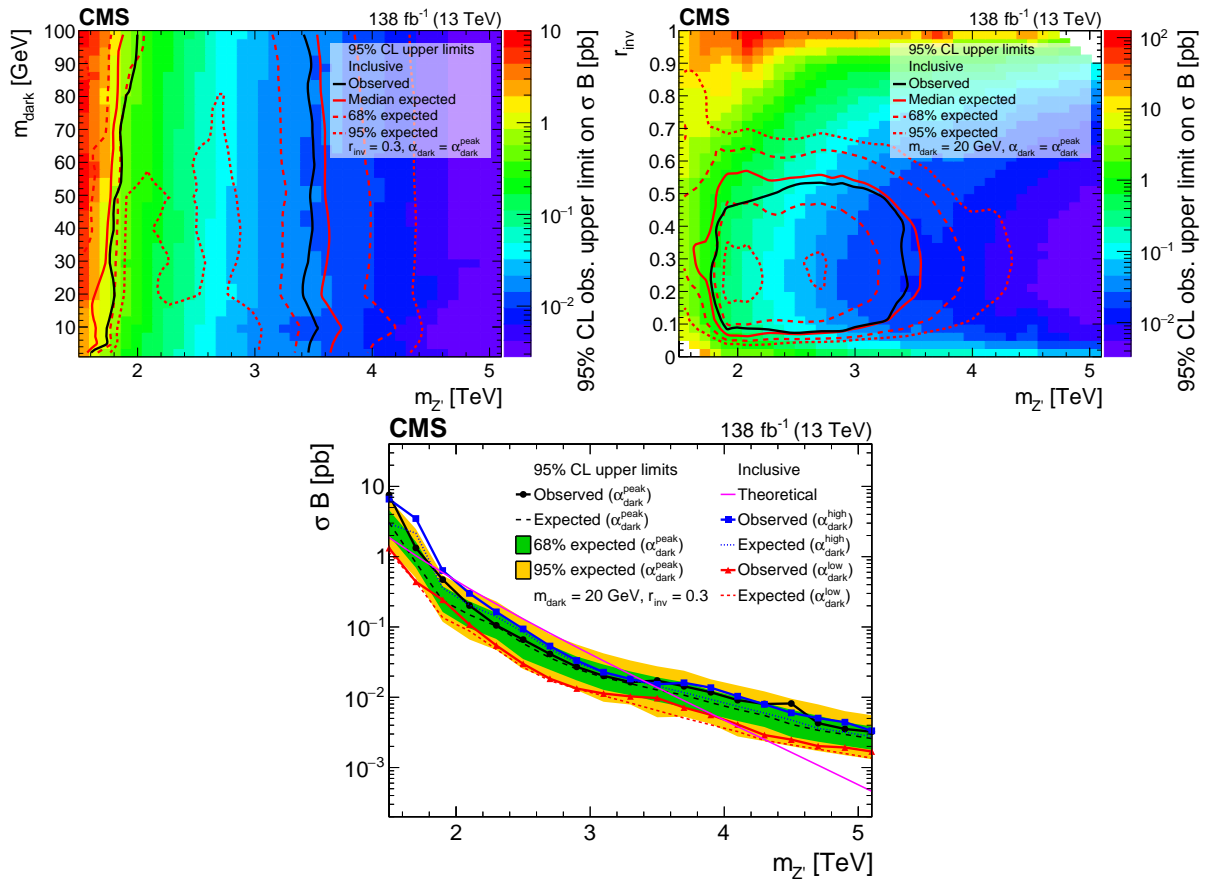 CMS
138 fb⁻¹ (13 TeV)
m_dark [GeV]
100
90
80
70
60
50
40
30
20
10
95% CL upper limits
Inclusive
Observed
Median expected
68% expected
95% expected
r_inv = 0.3, α_dark = α_dark^peak
2
3
4
5
m_Z' [TeV]
10
1
10⁻¹
10⁻²
95% CL obs. upper limit on σ B [pb]
CMS
138 fb⁻¹ (13 TeV)
r_inv
1
0.9
0.8
0.7
0.6
0.5
0.4
0.3
0.2
0.1
0
95% CL upper limits
Inclusive
Observed
Median expected
68% expected
95% expected
m_dark = 20 GeV, α_dark = α_dark^peak
2
3
4
5
m_Z' [TeV]
10²
10
1
10⁻¹
10⁻²
95% CL obs. upper limit on σ B [pb]
CMS
138 fb⁻¹ (13 TeV)
σ B [pb]
10
1
10⁻¹
10⁻²
10⁻³
95% CL upper limits
Observed (α_dark^peak)
Expected (α_dark^peak)
68% expected (α_dark^peak)
95% expected (α_dark^peak)
m_dark = 20 GeV, r_inv = 0.3
Inclusive
Theoretical
Observed (α_dark^high)
Expected (α_dark^high)
Observed (α_dark^low)
Expected (α_dark^low)
2
3
4
5
m_Z' [TeV]